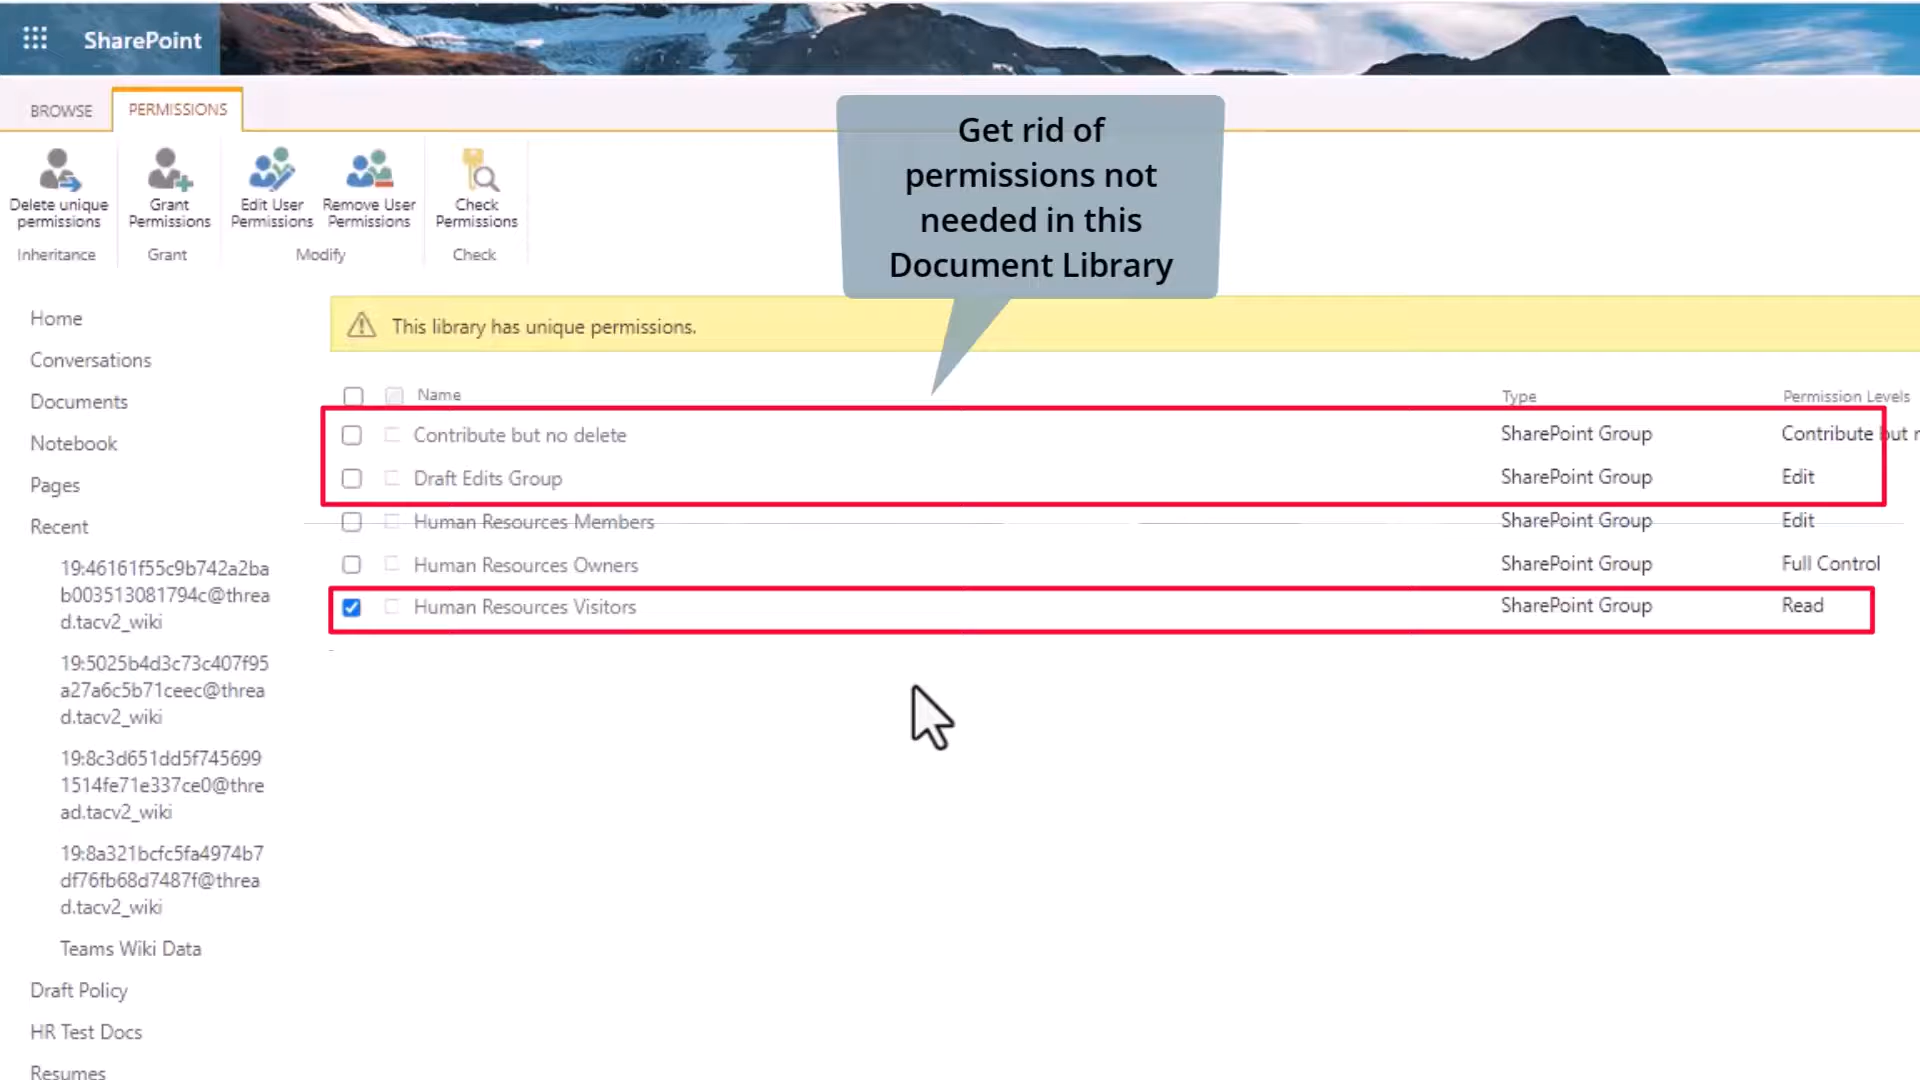 SharePoint
BROWSE
PERMISSIONS
Delete unique
permissions
Inheritance
Grant
Permissions
Grant
Edit User
Permissions
Remove User
Permissions
Modify
Check
Permissions
Check
Get rid of
permissions not
needed in this
Document Library
Home
Conversations
Documents
Notebook
Pages
Recent
19:46161f55c9b742a2ba
b003513081794c@threa
d.tacv2_wiki
19:5025b4d3c73c407f95
a27a6c5b71ceec@threa
d.tacv2_wiki
19:8c3d651dd5f745699
1514fe71e337ce0@thre
ad.tacv2_wiki
19:8a321bcfc5fa4974b7
df76fb68d7487f@threa
d.tacv2_wiki
Teams Wiki Data
Draft Policy
HR Test Docs
Resumes
This library has unique permissions.
Name Type Permission Levels
Contribute but no delete SharePoint Group Contribute but
Draft Edits Group SharePoint Group Edit
Human Resources Members SharePoint Group Edit
Human Resources Owners SharePoint Group Full Control
Human Resources Visitors SharePoint Group Read